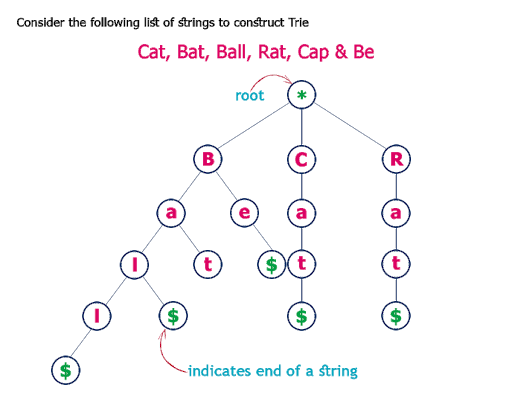 Consider the following list of strings to construct Trie
Cat, Bat, Ball, Rat, Cap & Be
root *
B C R
a e a a
l t $ t t
l $ $ $
$
indicates end of a string